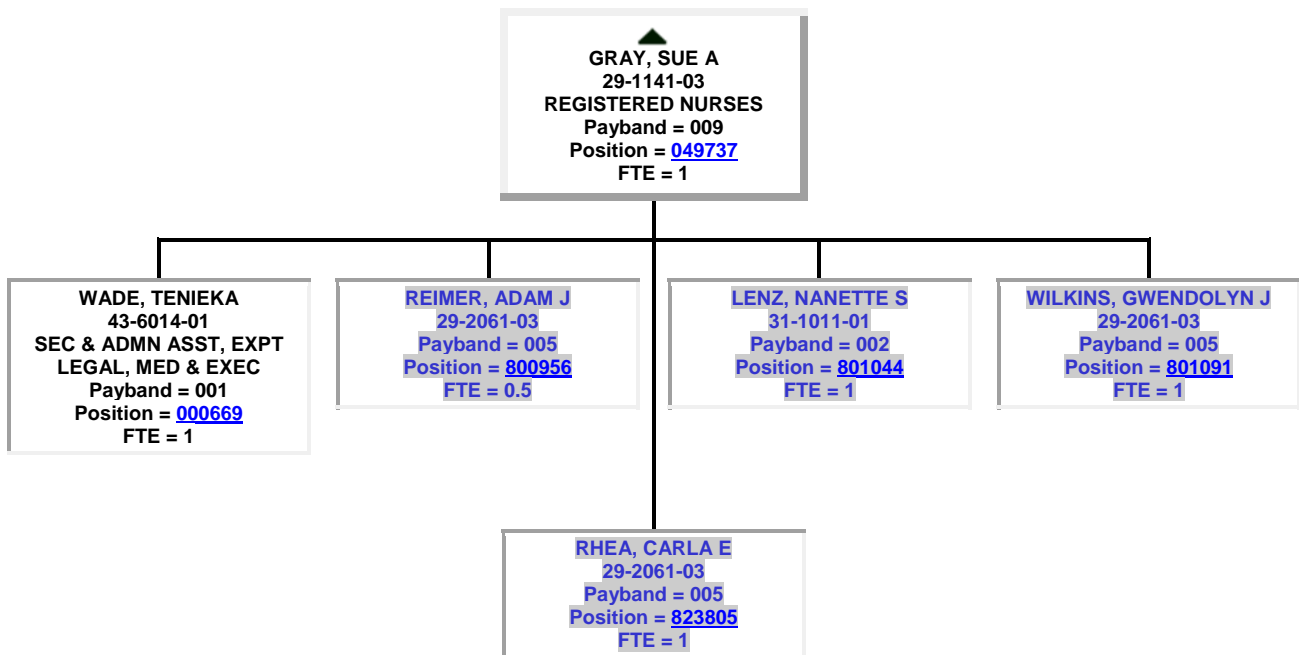 GRAY, SUE A
29-1141-03
REGISTERED NURSES
Payband = 009
Position = 049737
FTE = 1
WADE, TENIEKA
43-6014-01
SEC & ADMN ASST, EXPT
LEGAL, MED & EXEC
Payband = 001
Position = 000669
FTE = 1
REIMER, ADAM J
29-2061-03
Payband = 005
Position = 800956
FTE = 0.5
LENZ, NANETTE S
31-1011-01
Payband = 002
Position = 801044
FTE = 1
WILKINS, GWENDOLYN J
29-2061-03
Payband = 005
Position = 801091
FTE = 1
RHEA, CARLA E
29-2061-03
Payband = 005
Position = 823805
FTE = 1